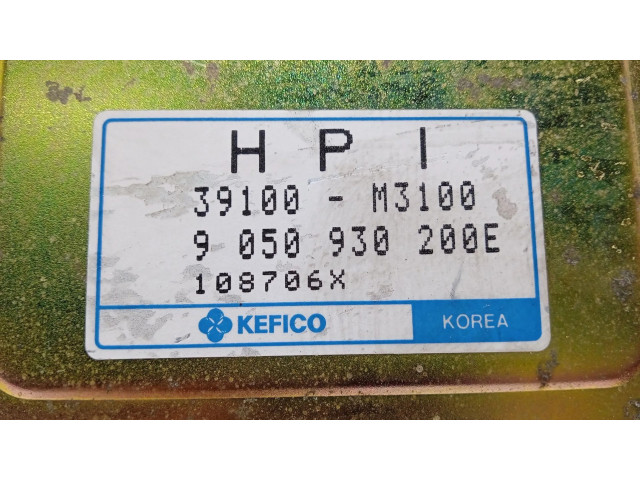 H P I
39100 - M3100
9 050 930 200E
108706X
KEFICO KOREA